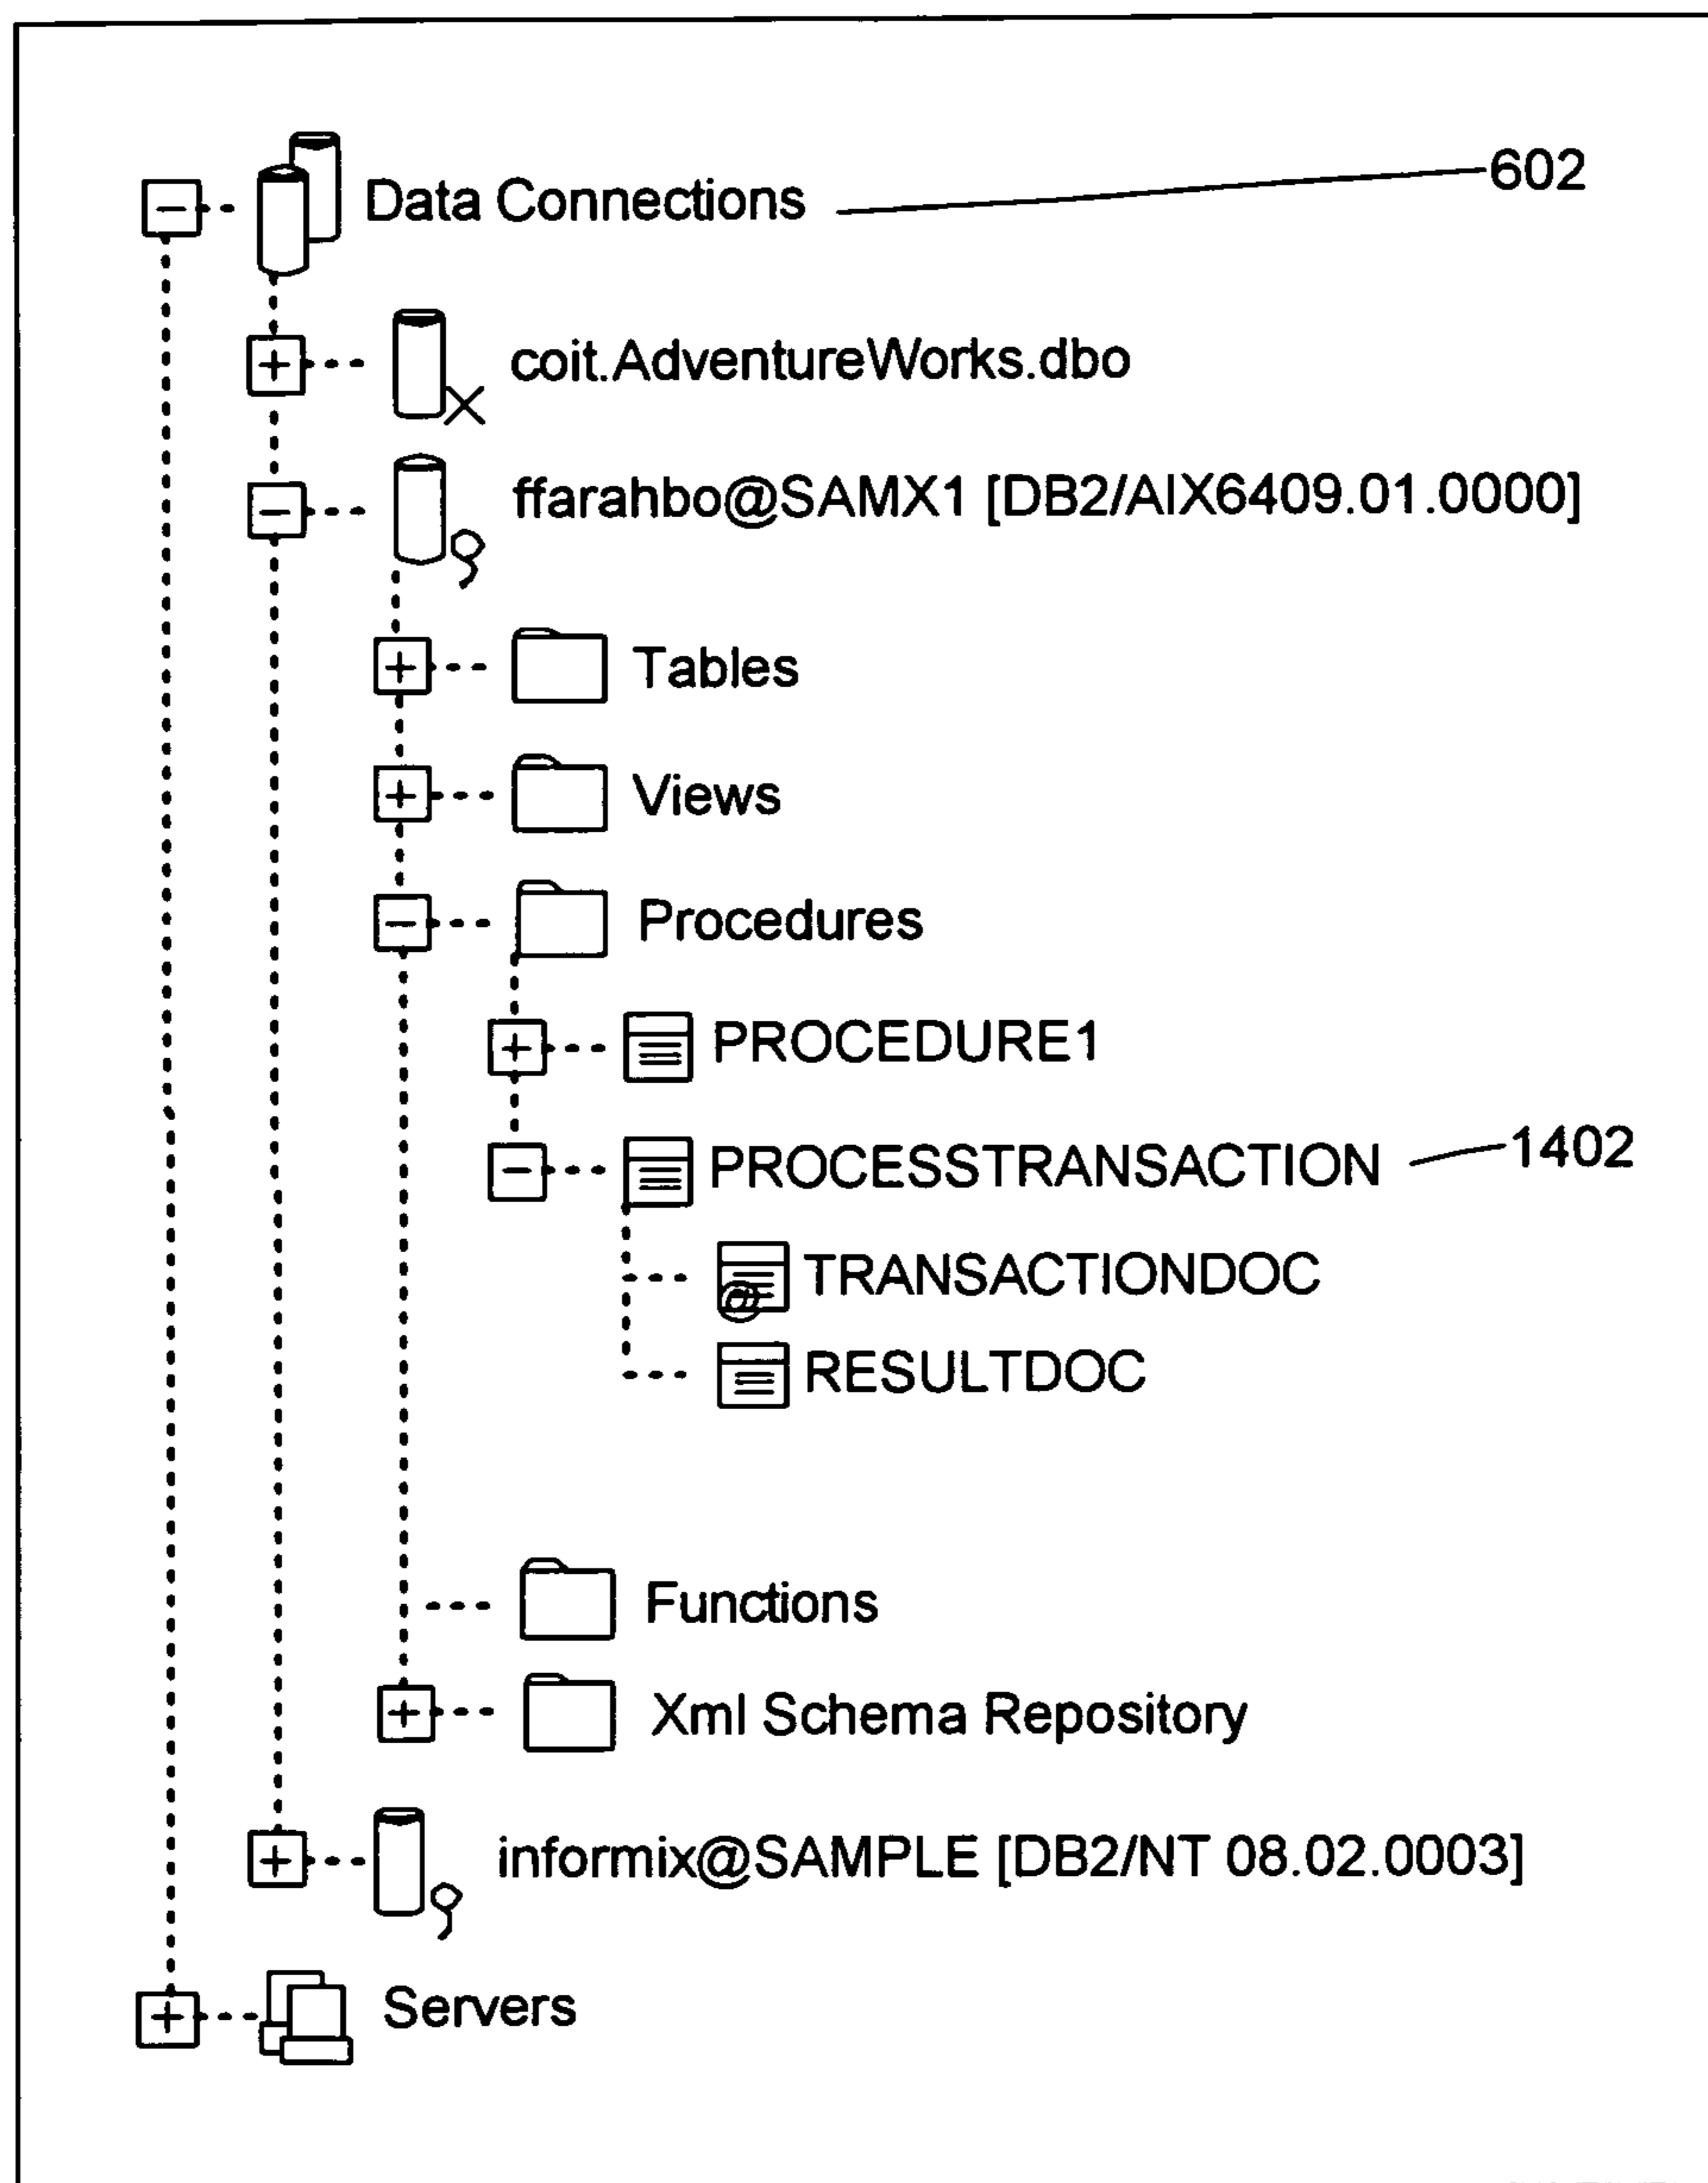 Data Connections 602
coit.AdventureWorks.dbo
ffarahbo@SAMX1 [DB2/AIX6409.01.0000]
Tables
Views
Procedures
PROCEDURE1
PROCESSTRANSACTION 1402
TRANSACTIONDOC
RESULTDOC
Functions
Xml Schema Repository
informix@SAMPLE [DB2/NT 08.02.0003]
Servers